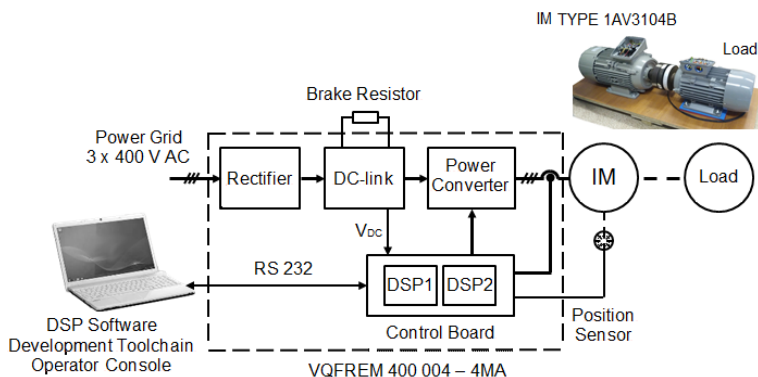 IM TYPE 1AV3104B
Load
Brake Resistor
Power Grid
3 x 400 V AC
Rectifier
DC-link
Power
Converter
IM
Load
VDC
RS 232
DSP1
DSP2
Control Board
Position
Sensor
DSP Software
Development Toolchain
Operator Console
VQFREM 400 004 – 4MA